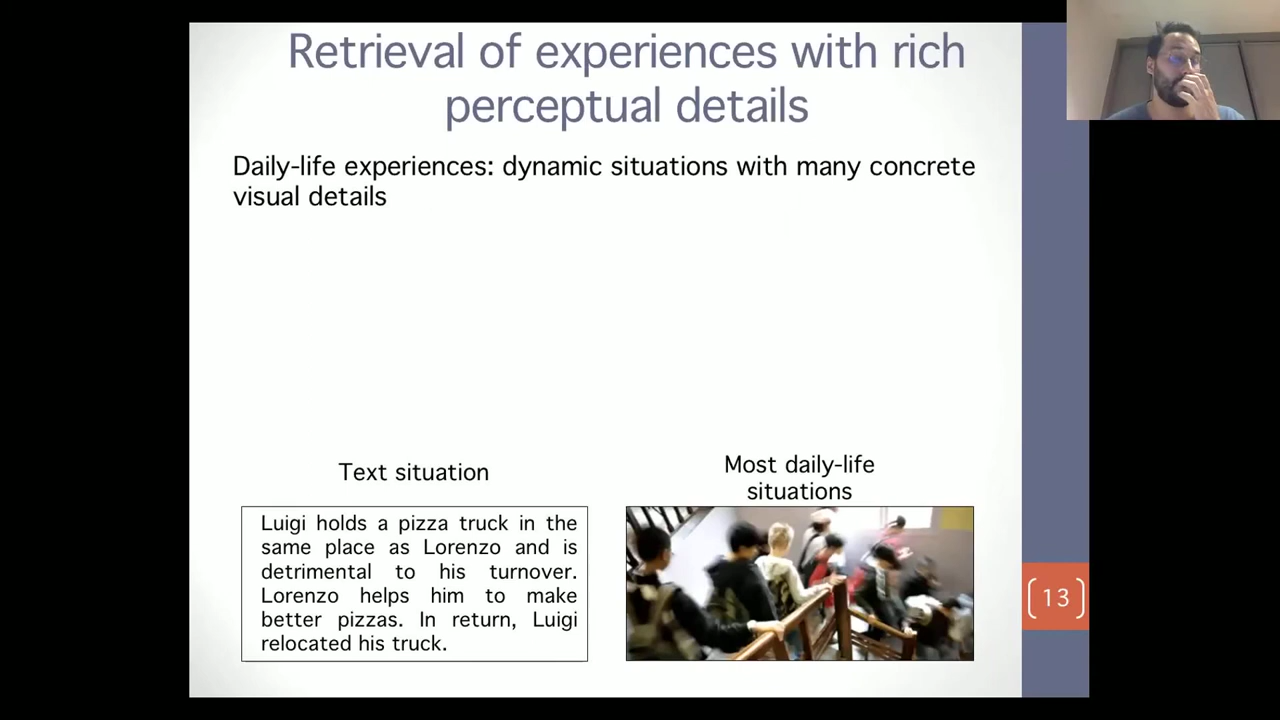 Retrieval of experiences with rich
perceptual details
Daily-life experiences: dynamic situations with many concrete
visual details
Text situation
Most daily-life
situations
Luigi holds a pizza truck in the
same place as Lorenzo and is
detrimental to his turnover.
Lorenzo helps him to make
better pizzas. In return, Luigi
relocated his truck.
13